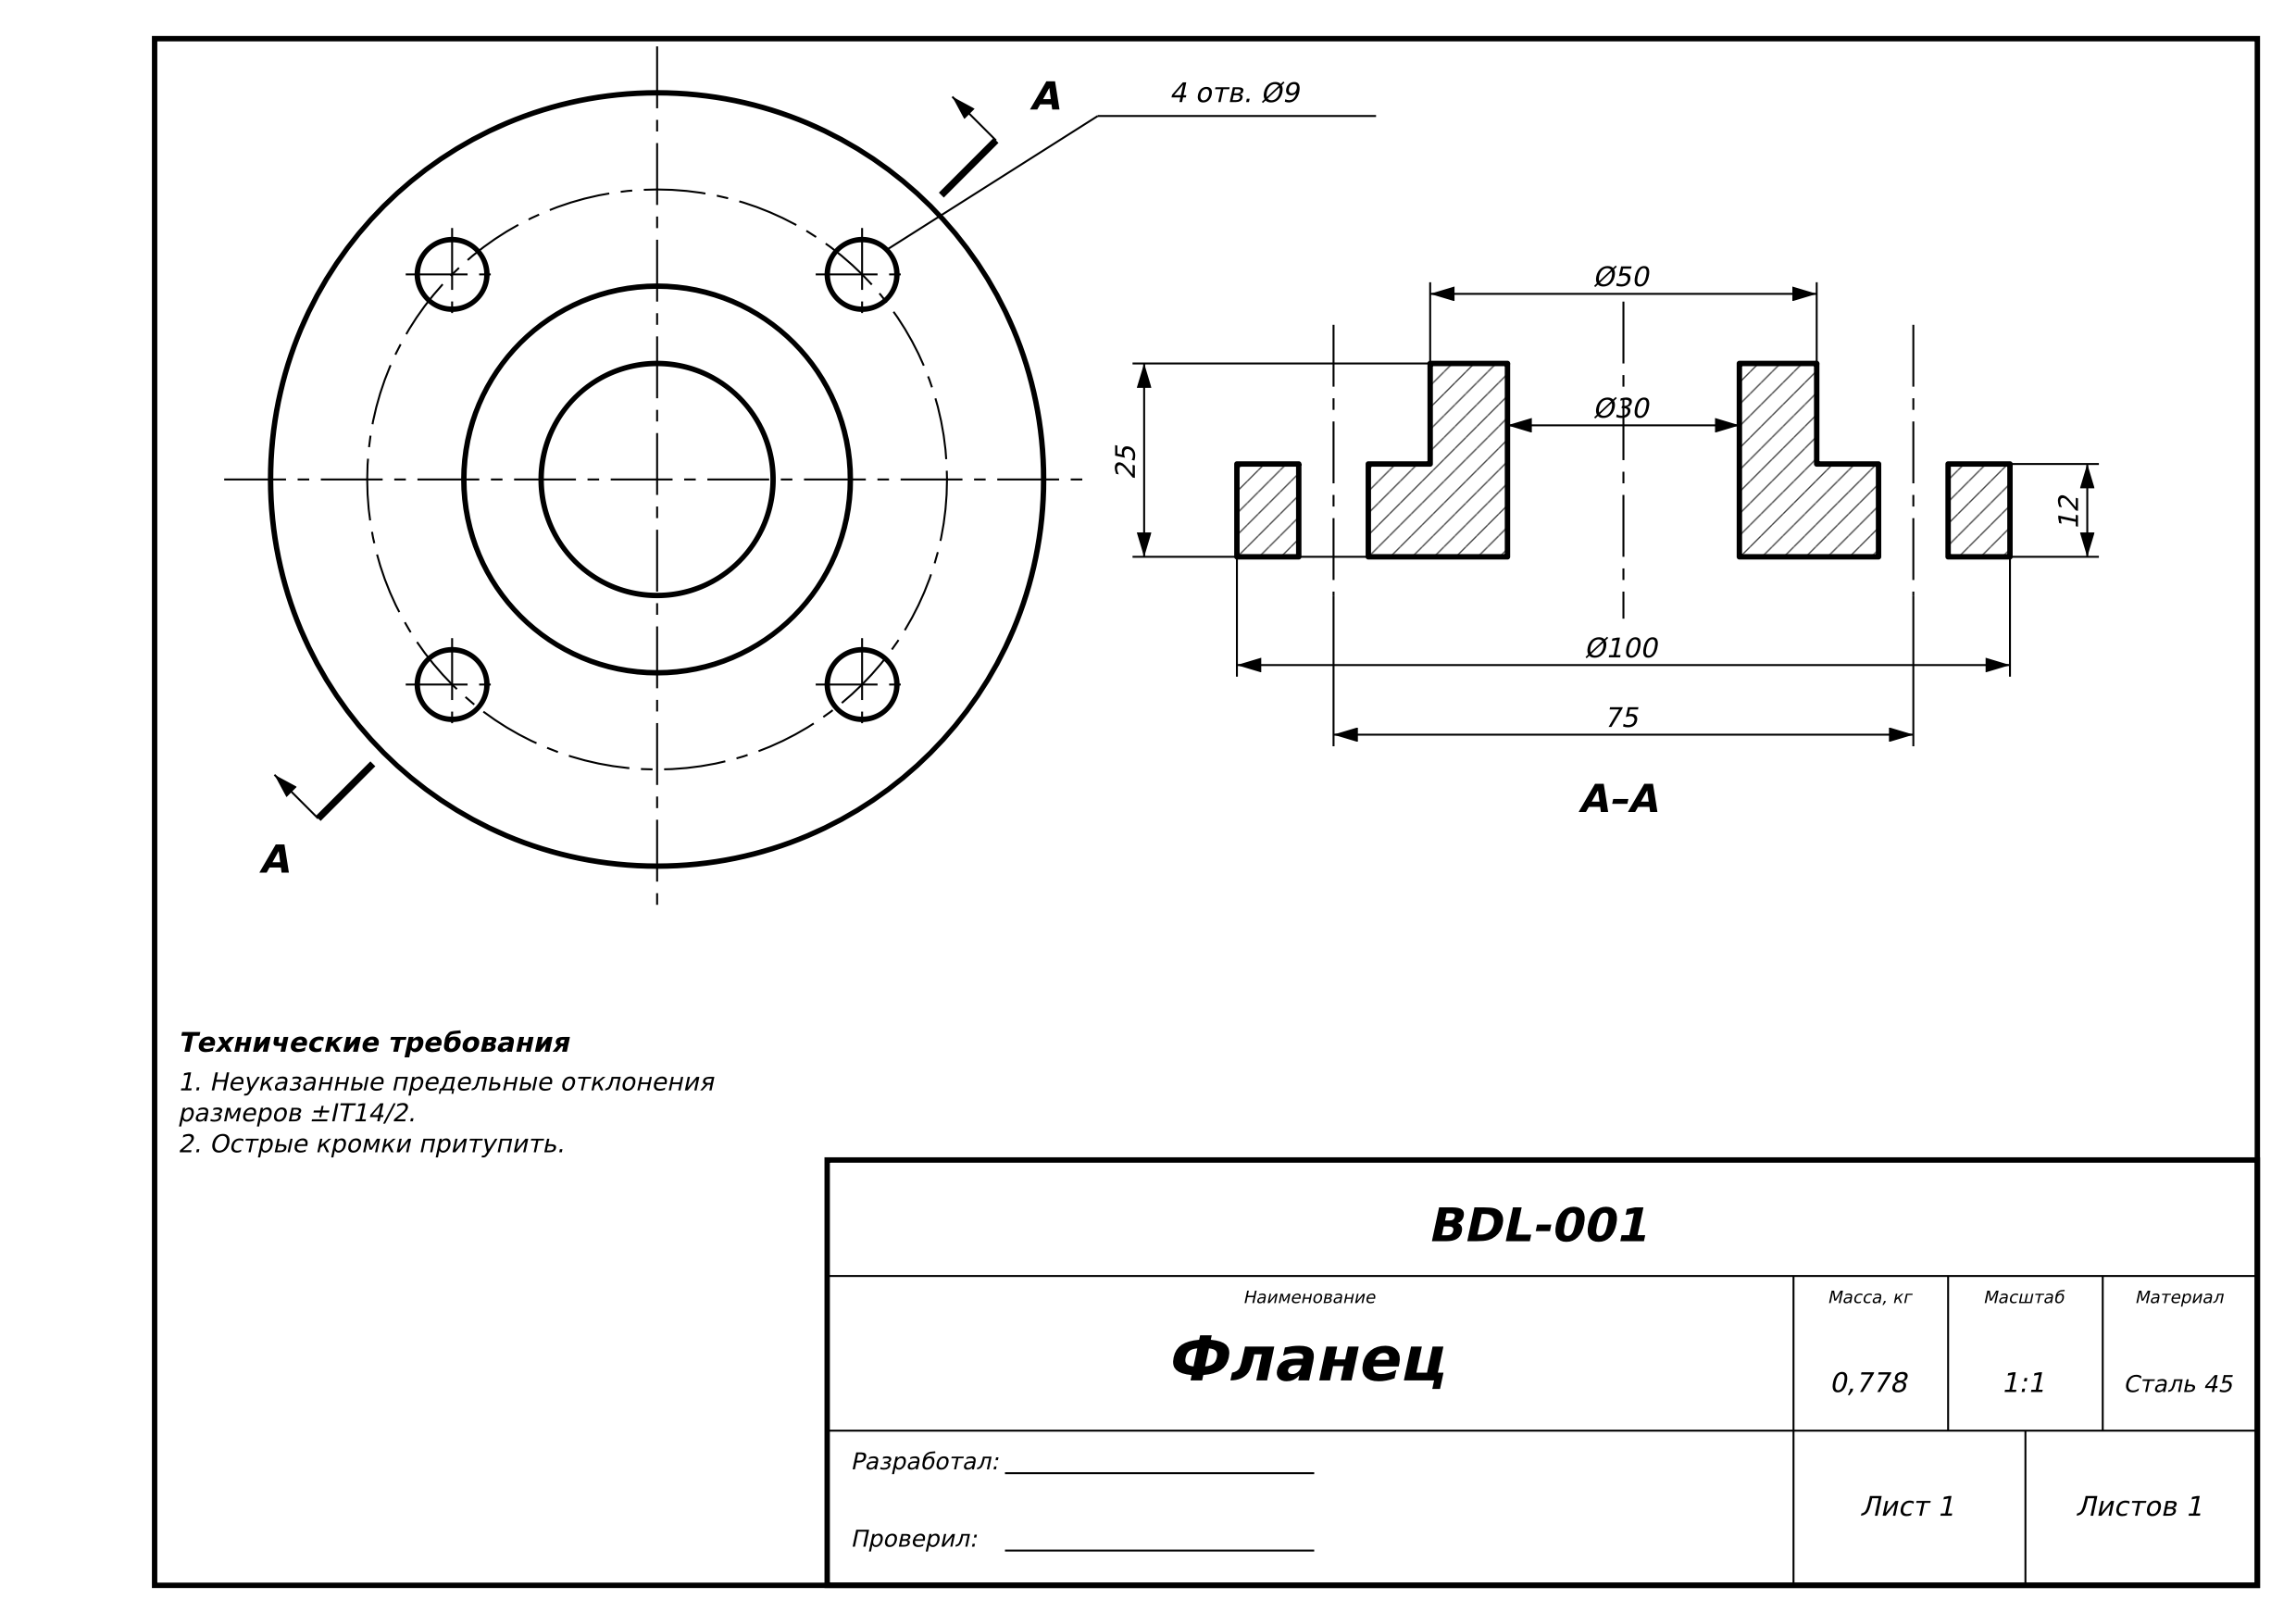 А
4 отв. Ø9
Ø50
Ø30
25
12
Ø100
75
А–А
А
Технические требования
1. Неуказанные предельные отклонения
размеров ±IT14/2.
2. Острые кромки притупить.
BDL-001
Наименование
Масса, кг
Масштаб
Материал
Фланец
0,778
1:1
Сталь 45
Разработал:
Проверил:
Лист 1
Листов 1